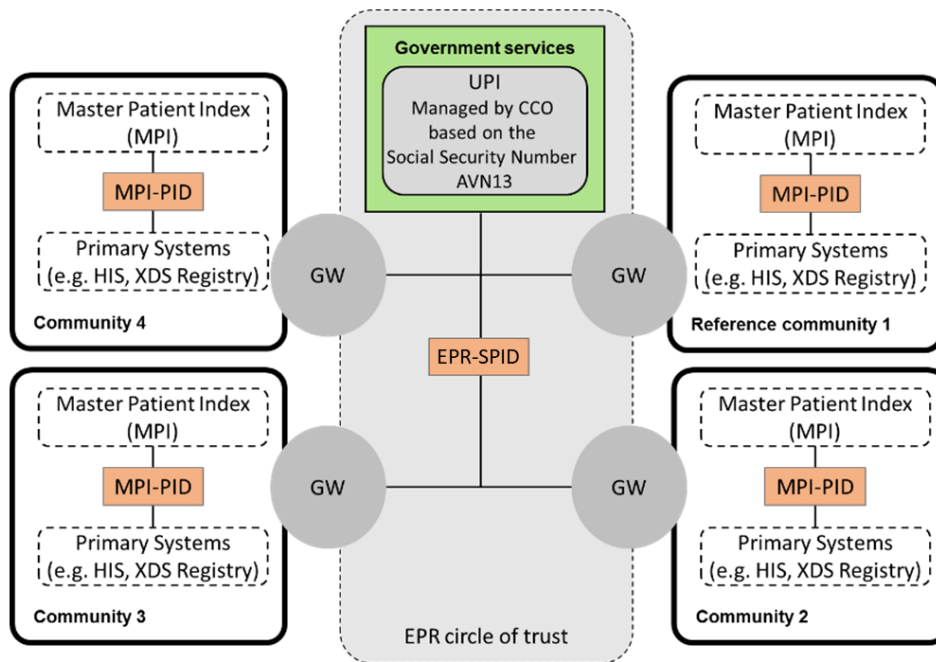 Government services
UPI
Managed by CCO
based on the
Social Security Number
AVN13
Master Patient Index
(MPI)
MPI-PID
Primary Systems
(e.g. HIS, XDS Registry)
Community 4
GW
GW
Master Patient Index
(MPI)
MPI-PID
Primary Systems
(e.g. HIS, XDS Registry)
Reference community 1
EPR-SPID
Master Patient Index
(MPI)
MPI-PID
Primary Systems
(e.g. HIS, XDS Registry)
Community 3
GW
GW
Master Patient Index
(MPI)
MPI-PID
Primary Systems
(e.g. HIS, XDS Registry)
Community 2
EPR circle of trust